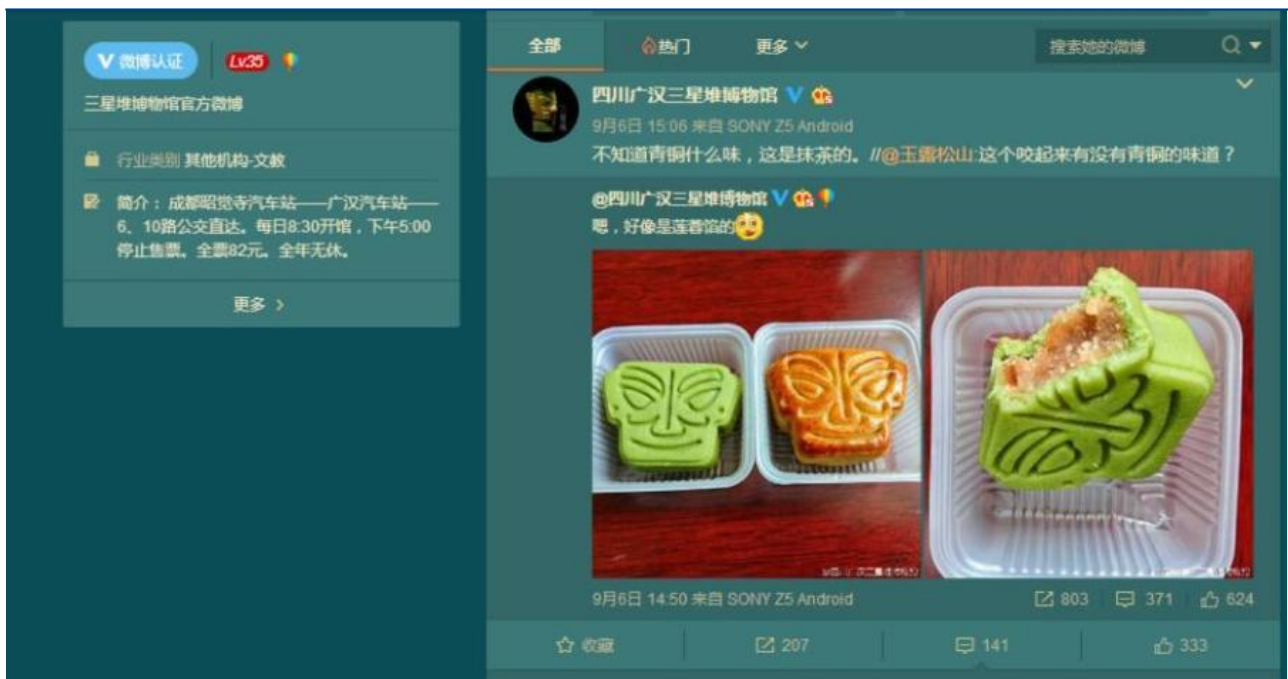 微博认证 Lv.35
三星堆博物馆官方微博
行业类别 其他机构-文教
简介：成都昭觉寺汽车站——广汉汽车站——
6、10路公交直达。每日8:30开馆，下午5:00
停止售票。全票82元。全年无休。
更多 >
全部 热门 更多
搜索她的微博
四川广汉三星堆博物馆
9月6日 15:06 来自 SONY Z5 Android
不知道青铜什么味，这是抹茶的。//@玉露松山:这个咬起来有没有青铜的味道？
@四川广汉三星堆博物馆
嗯，好像是莲蓉馅的
9月6日 14:50 来自 SONY Z5 Android
803 371 624
收藏 207 141 333